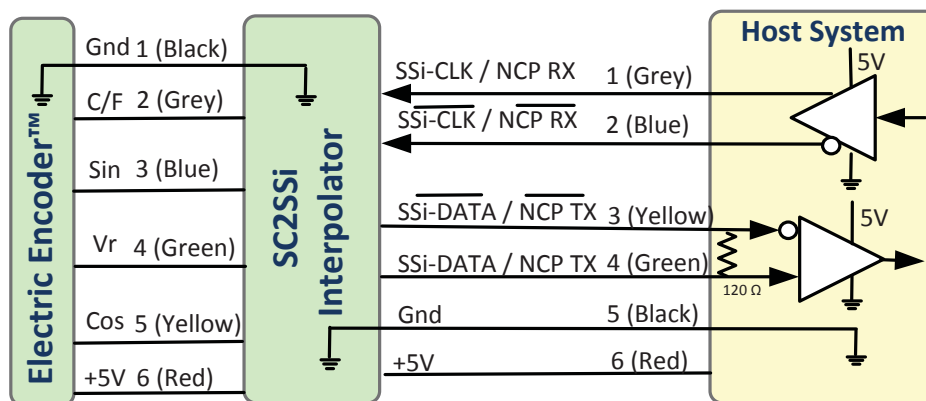 Electric Encoder™
Gnd 1 (Black)
C/F 2 (Grey)
Sin 3 (Blue)
Vr 4 (Green)
Cos 5 (Yellow)
+5V 6 (Red)
SC2SSi
Interpolator
SSi-CLK / NCP RX 1 (Grey)
SSi-CLK / NCP RX 2 (Blue)
SSi-DATA / NCP TX 3 (Yellow)
SSi-DATA / NCP TX 4 (Green)
Gnd 5 (Black)
+5V 6 (Red)
Host System
5V
5V
120 Ω